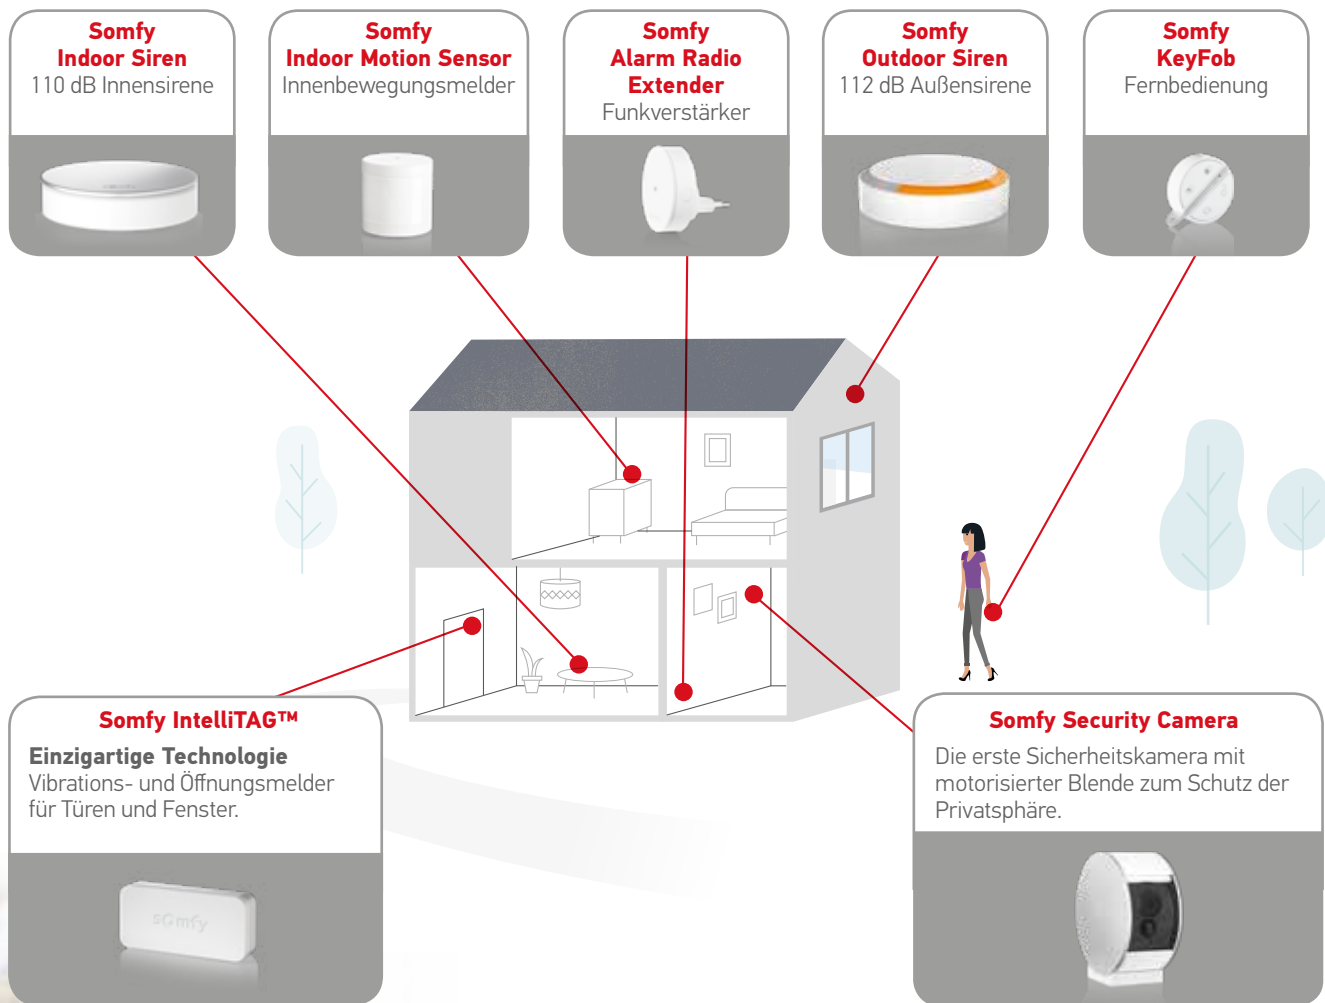 Somfy
Indoor Siren
110 dB Innensirene
Somfy
Indoor Motion Sensor
Innenbewegungsmelder
Somfy
Alarm Radio
Extender
Funkverstärker
Somfy
Outdoor Siren
112 dB Außensirene
Somfy
KeyFob
Fernbedienung
Somfy IntelliTAG™
Einzigartige Technologie
Vibrations- und Öffnungsmelder
für Türen und Fenster.
somfy
Somfy Security Camera
Die erste Sicherheitskamera mit
motorisierter Blende zum Schutz der
Privatsphäre.